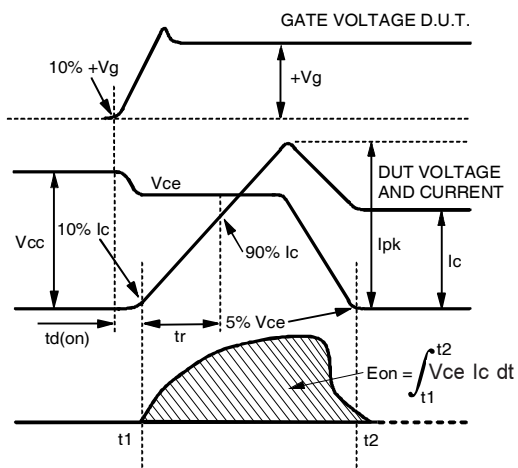 GATE VOLTAGE D.U.T.
10% +Vg
+Vg
Vce
DUT VOLTAGE
AND CURRENT
Vcc
10% Ic
90% Ic
Ipk
Ic
td(on)
tr
5% Vce
Eon = ∫ Vce Ic dt
t2
t1
t1
t2